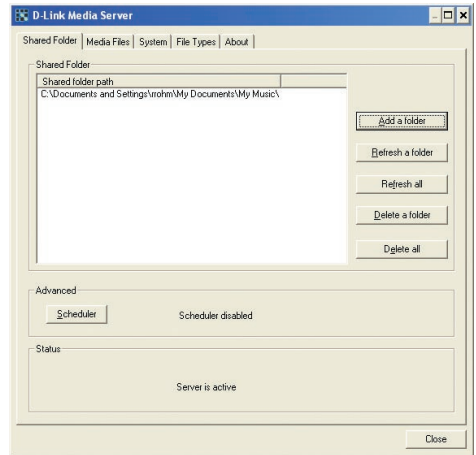 D-Link Media Server
Shared Folder Media Files System File Types About
Shared Folder
Shared folder path
C:\Documents and Settings\rrohm\My Documents\My Music\
Add a folder
Refresh a folder
Refresh all
Delete a folder
Delete all
Advanced
Scheduler Scheduler disabled
Status
Server is active
Close